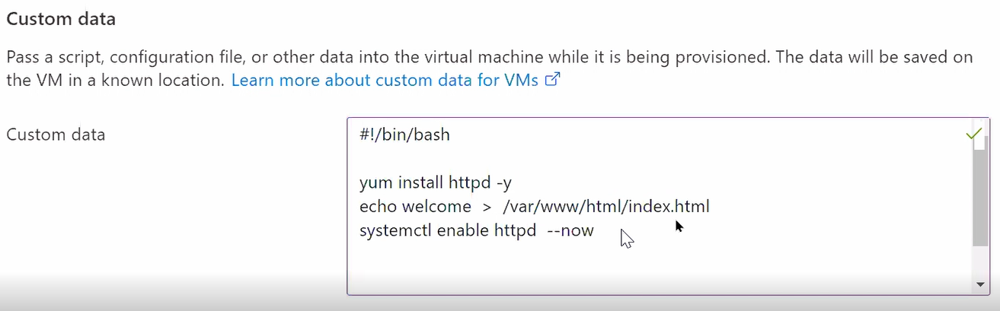 Custom data
Pass a script, configuration file, or other data into the virtual machine while it is being provisioned. The data will be saved on
the VM in a known location. Learn more about custom data for VMs
Custom data
#!/bin/bash
yum install httpd -y
echo welcome > /var/www/html/index.html
systemctl enable httpd --now